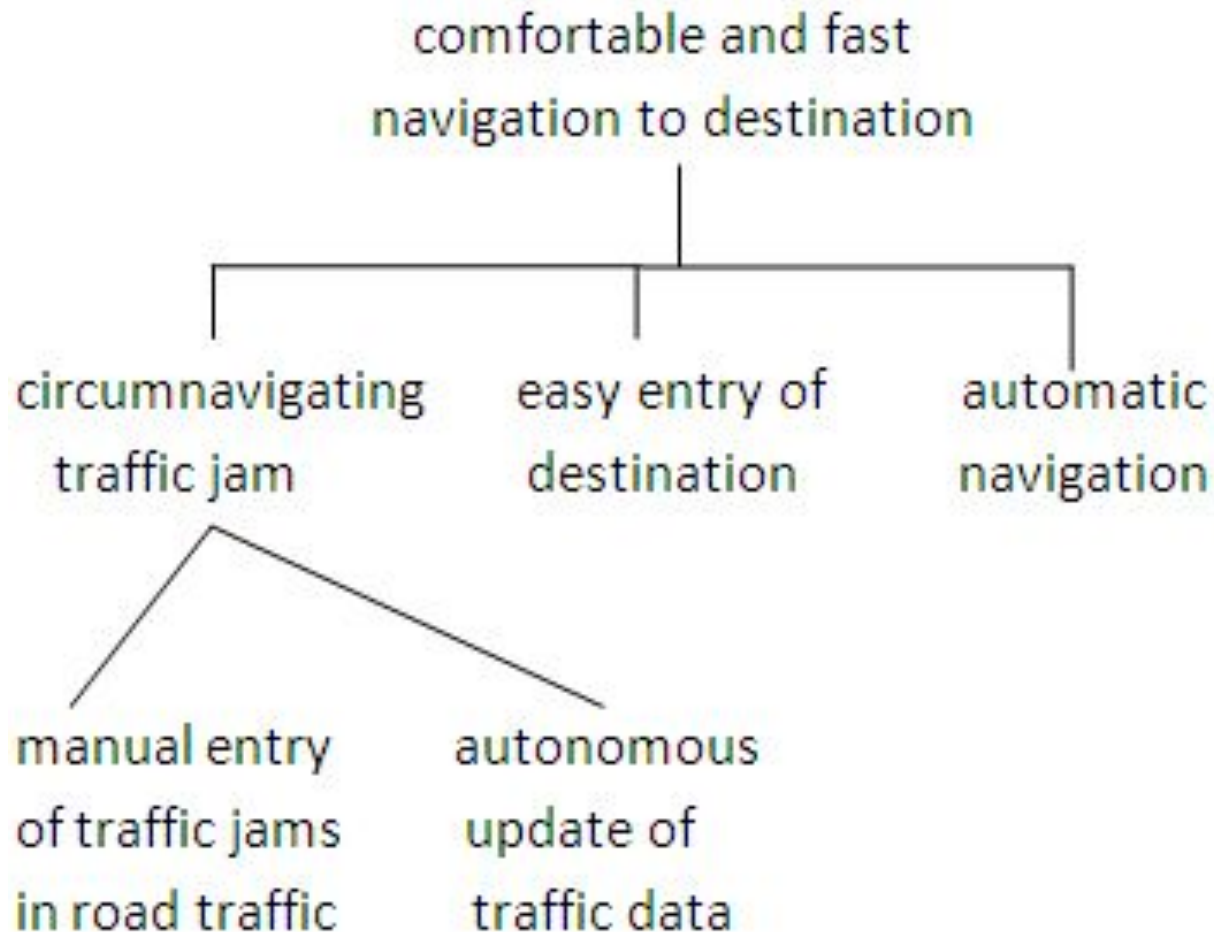 comfortable and fast
navigation to destination
circumnavigating
traffic jam
easy entry of
destination
automatic
navigation
manual entry
of traffic jams
in road traffic
autonomous
update of
traffic data